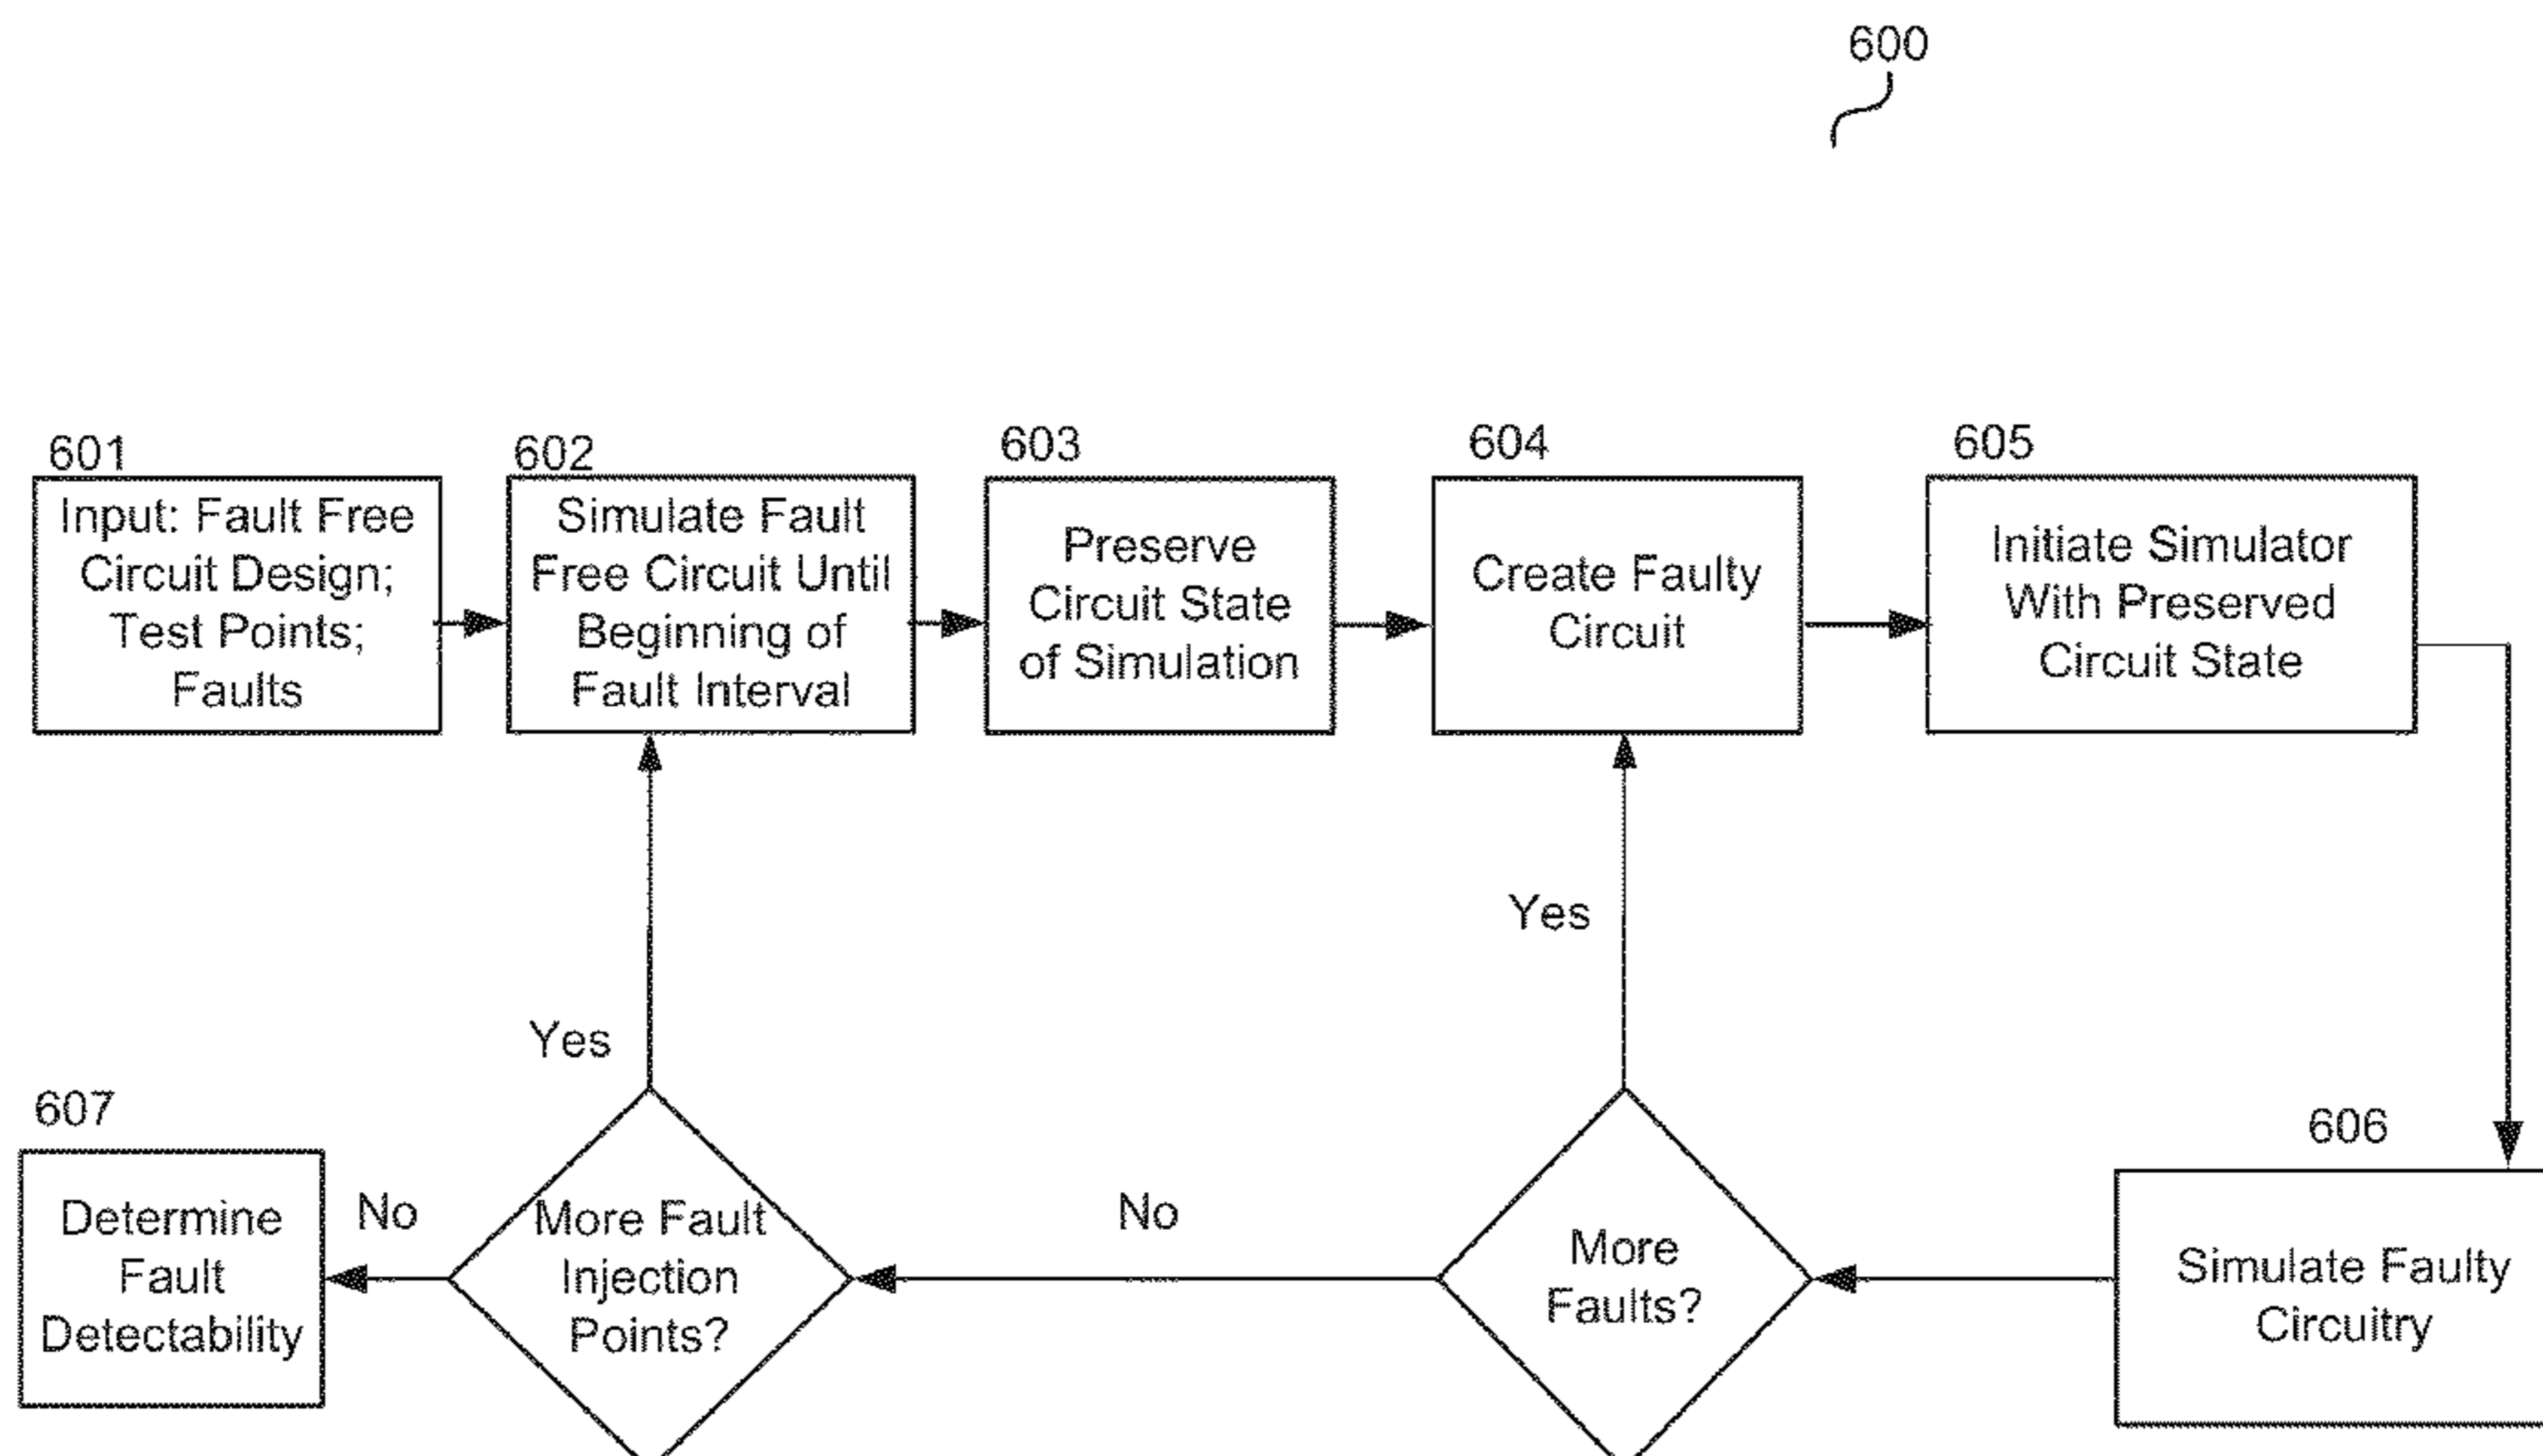 600
601
Input: Fault Free
Circuit Design;
Test Points;
Faults
602
Simulate Fault
Free Circuit Until
Beginning of
Fault Interval
603
Preserve
Circuit State
of Simulation
604
Create Faulty
Circuit
605
Initiate Simulator
With Preserved
Circuit State
Yes
Yes
607
Determine
Fault
Detectability
No
More Fault
Injection
Points?
No
More
Faults?
606
Simulate Faulty
Circuitry